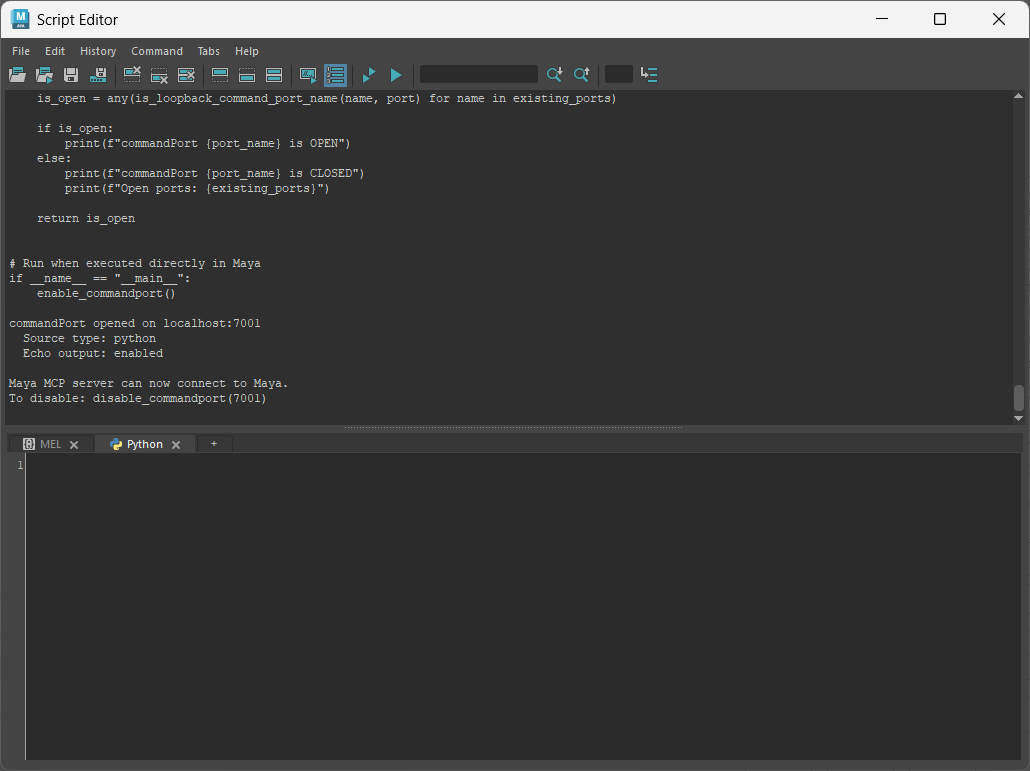 Script Editor
File Edit History Command Tabs Help
    is_open = any(is_loopback_command_port_name(name, port) for name in existing_ports)
    if is_open:
        print(f"commandPort {port_name} is OPEN")
    else:
        print(f"commandPort {port_name} is CLOSED")
        print(f"Open ports: {existing_ports}")
    return is_open
# Run when executed directly in Maya
if __name__ == "__main__":
    enable_commandport()
commandPort opened on localhost:7001
  Source type: python
  Echo output: enabled
Maya MCP server can now connect to Maya.
To disable: disable_commandport(7001)
MEL Python +
1